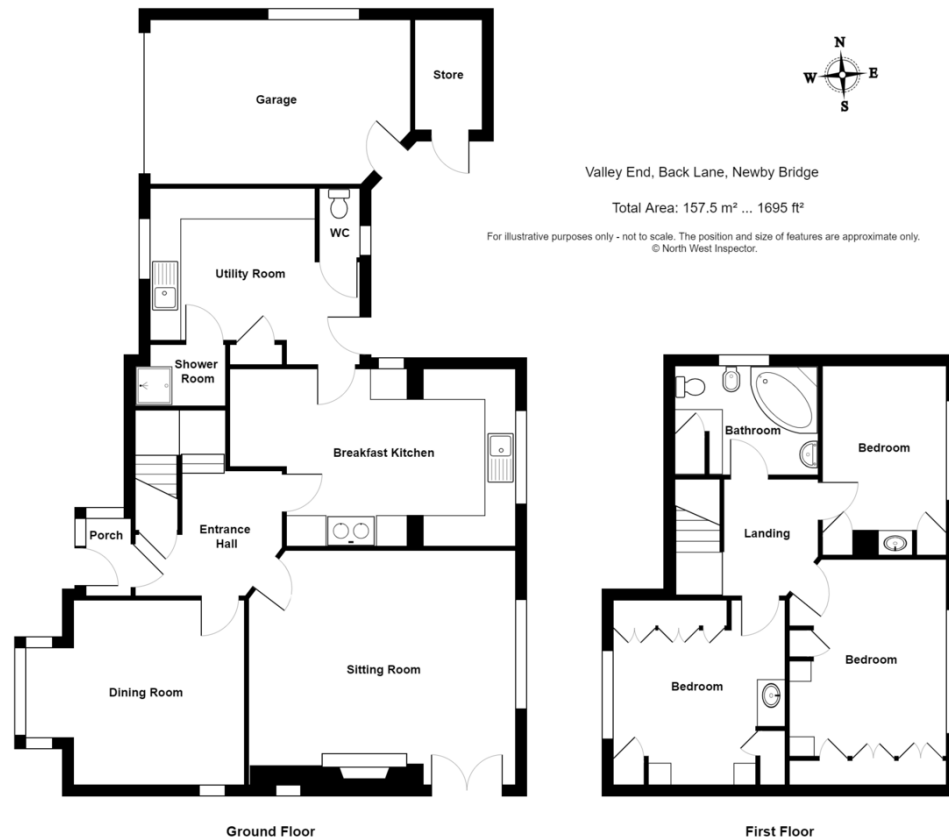 N
W E
S
Garage
Store
Valley End, Back Lane, Newby Bridge
Total Area: 157.5 m² ... 1695 ft²
For illustrative purposes only - not to scale. The position and size of features are approximate only.
© North West Inspector.
WC
Utility Room
Shower
Room
Breakfast Kitchen
Entrance
Hall
Porch
Sitting Room
Dining Room
Ground Floor
Bathroom
Bedroom
Landing
Bedroom
Bedroom
First Floor